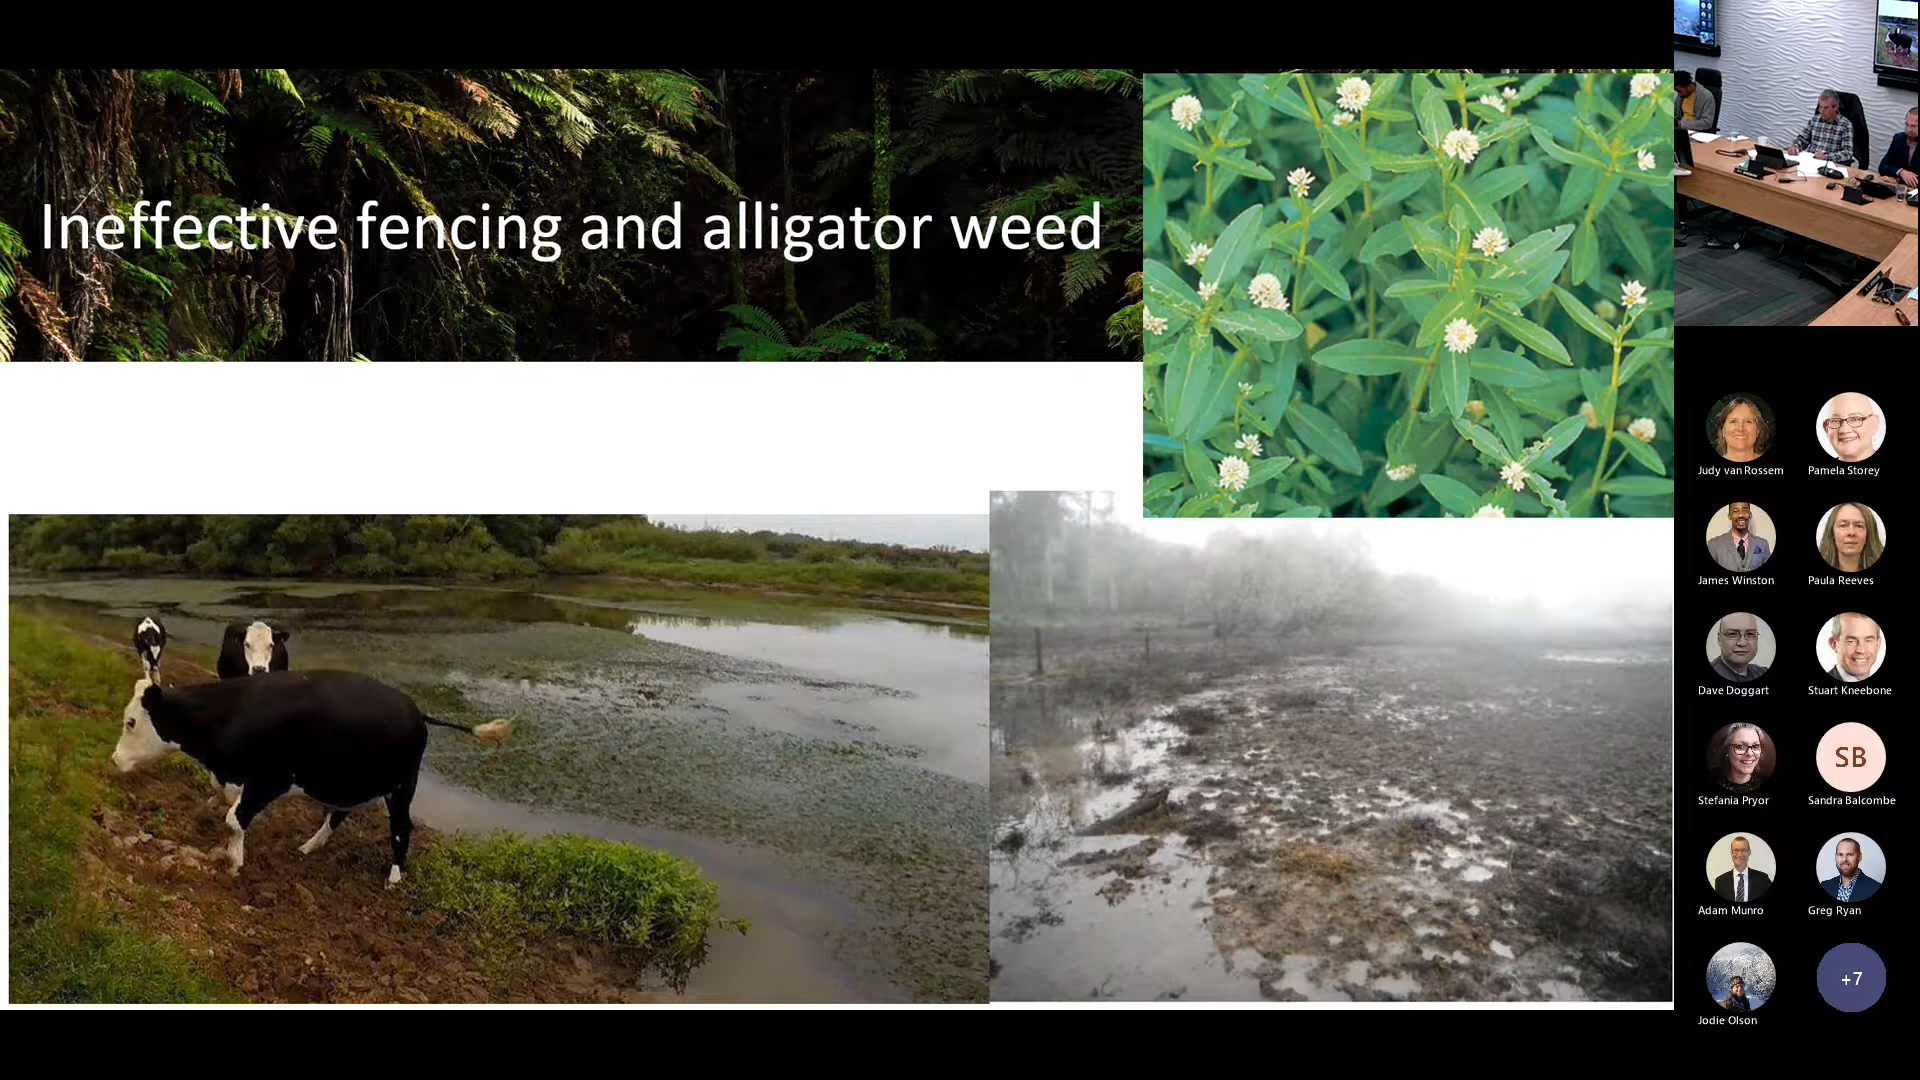 Ineffective fencing and alligator weed
Judy van Rossem
Pamela Storey
James Winston
Paula Reeves
Dave Doggart
Stuart Kneebone
Stefania Pryor
SB
Sandra Balcombe
Adam Munro
Greg Ryan
Jodie Olson
+7